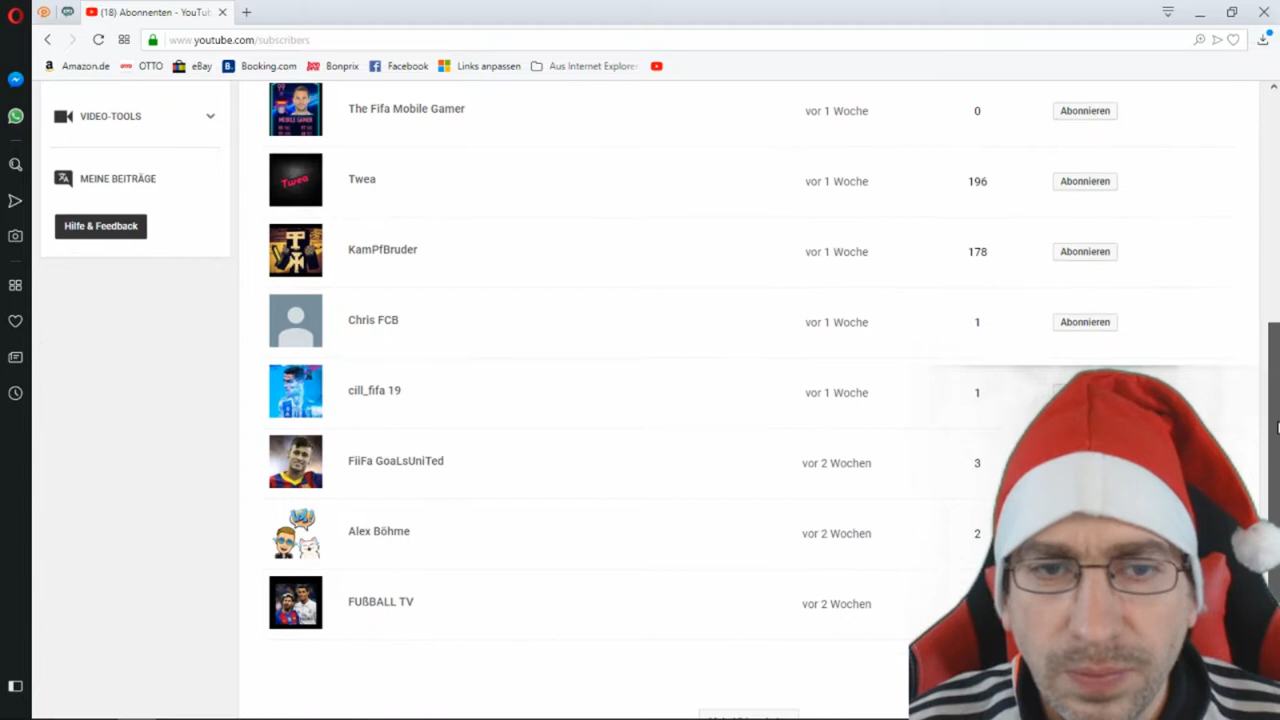 (18) Abonnenten - YouTu
www.youtube.com/subscribers
Amazon.de OTTO eBay Booking.com Bonprix Facebook Links anpassen Aus Internet Explore
VIDEO-TOOLS
MEINE BEITRÄGE
Hilfe & Feedback
The Fifa Mobile Gamer vor 1 Woche 0 Abonnieren
Twea vor 1 Woche 196 Abonnieren
KamPfBruder vor 1 Woche 178 Abonnieren
Chris FCB vor 1 Woche 1 Abonnieren
cill_fifa 19 vor 1 Woche 1
FiiFa GoaLsUniTed vor 2 Wochen 3
Alex Böhme vor 2 Wochen 2
FUßBALL TV vor 2 Wochen